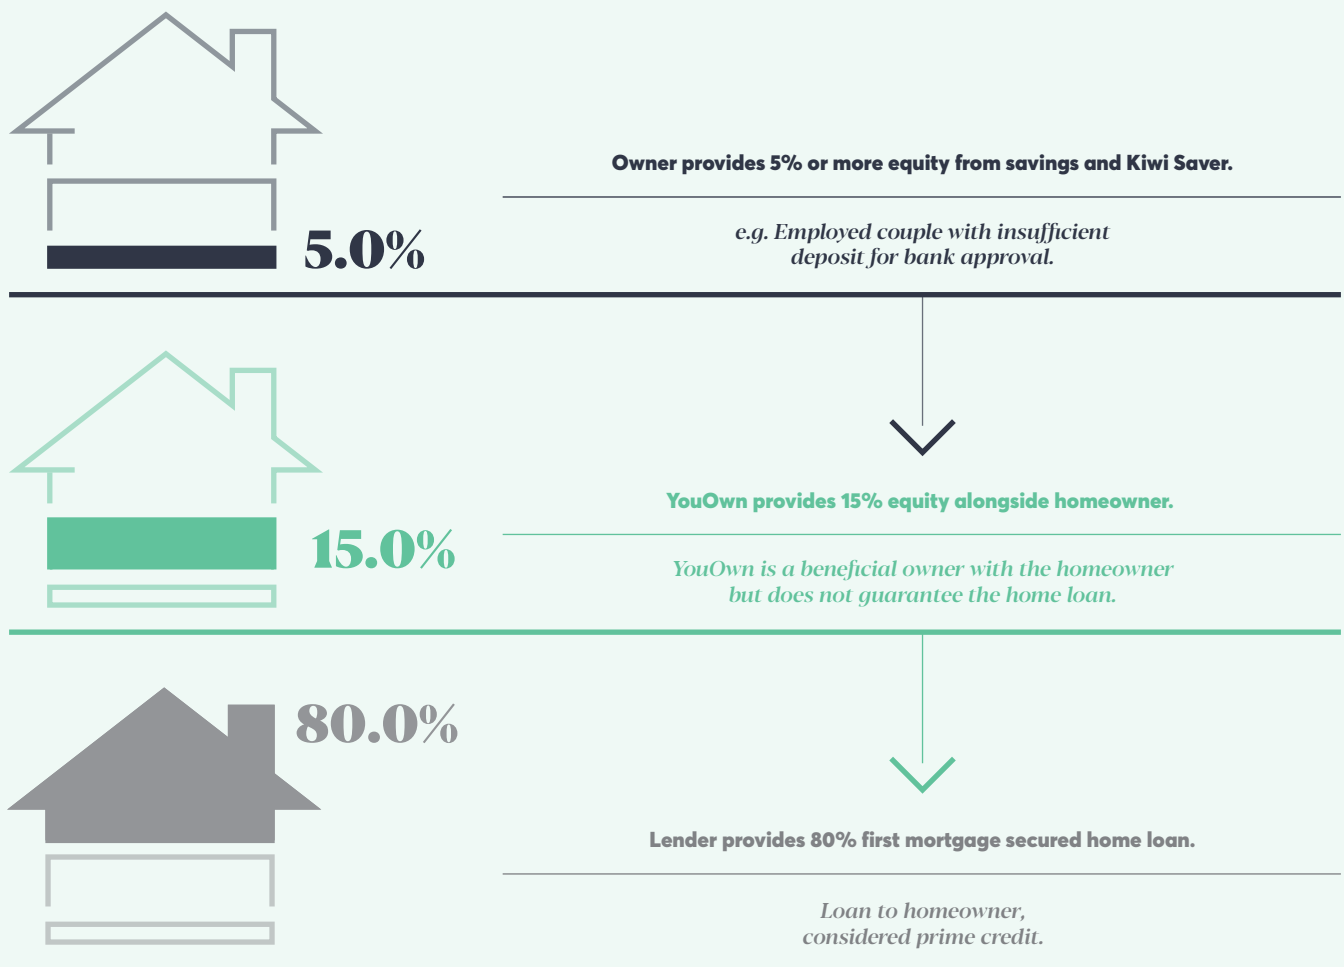 Owner provides 5% or more equity from savings and Kiwi Saver.
5.0%
e.g. Employed couple with insufficient
deposit for bank approval.
YouOwn provides 15% equity alongside homeowner.
15.0%
YouOwn is a beneficial owner with the homeowner
but does not guarantee the home loan.
80.0%
Lender provides 80% first mortgage secured home loan.
Loan to homeowner,
considered prime credit.